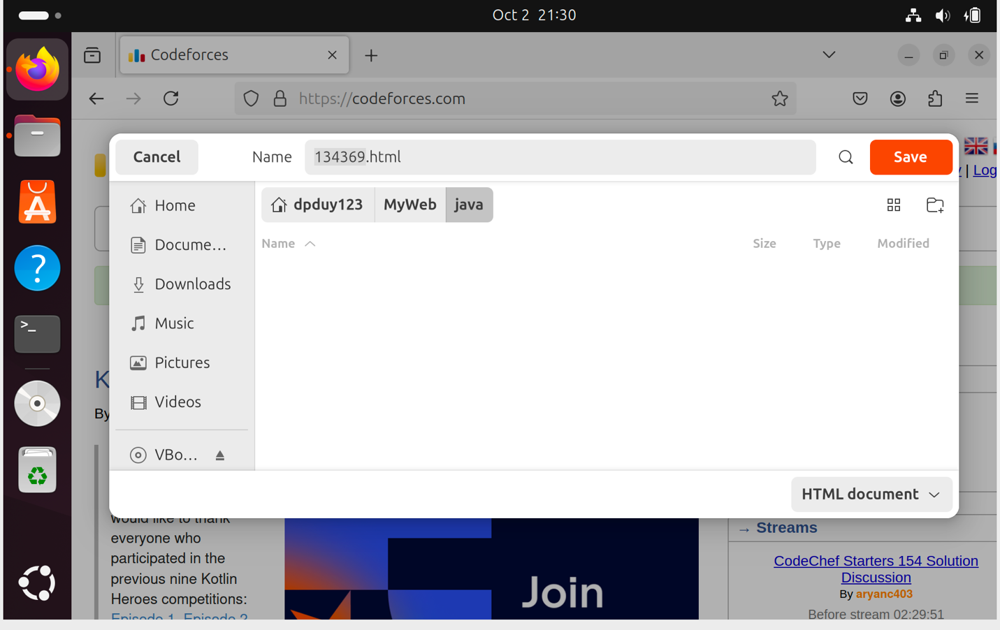 Oct 2 21:30
Codeforces
https://codeforces.com
Cancel
Name
134369.html
Save
| Log
Home
dpduy123
MyWeb
java
Docume...
Name
Size
Type
Modified
Downloads
Music
Pictures
Videos
VBo...
HTML document
K
By
would like to thank
everyone who
participated in the
previous nine Kotlin
Heroes competitions:
Episode 1, Episode 2
Join
→ Streams
CodeChef Starters 154 Solution
Discussion
By aryanc403
Before stream 02:29:51